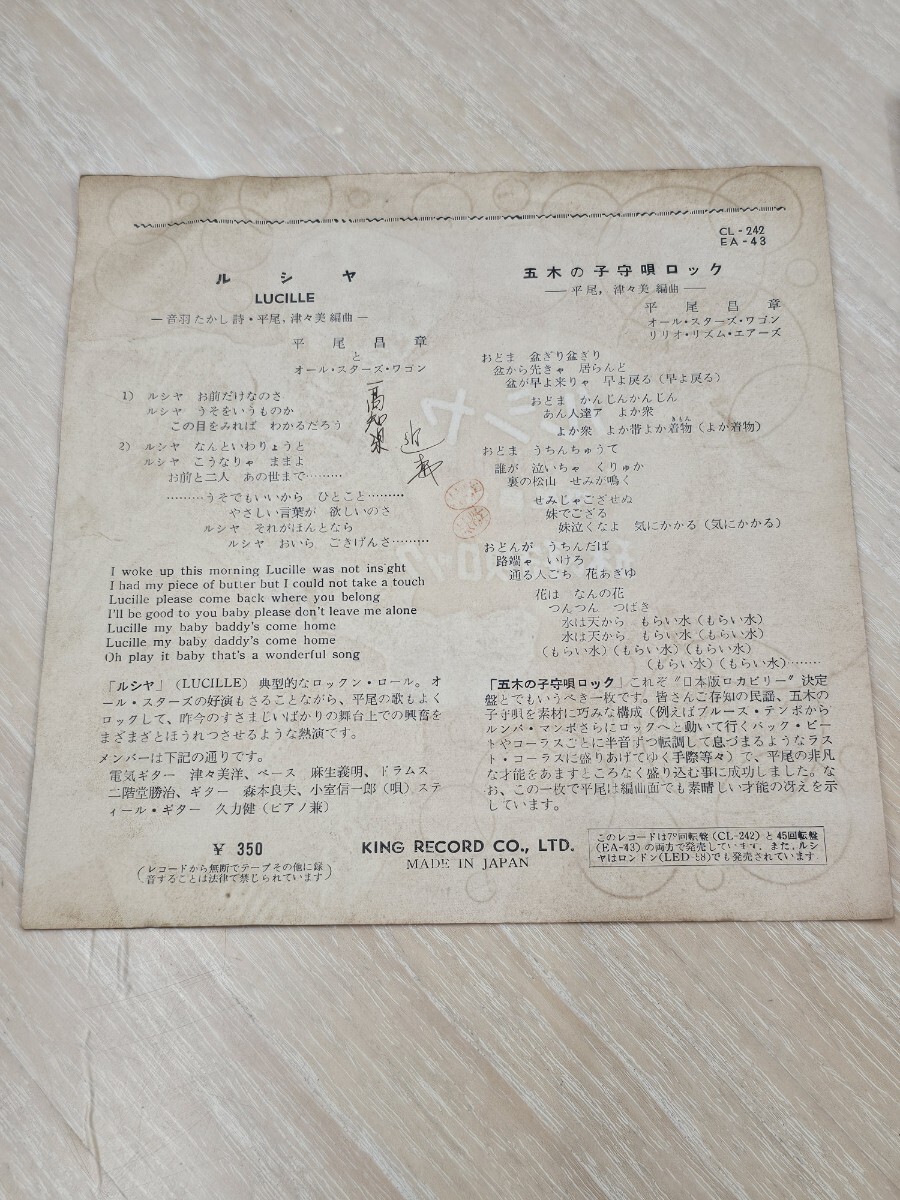 CL-242
EA-43
ルシヤ
LUCILLE
―音羽たかし詩・平尾,津々美編曲―
平尾昌章
と
オール・スターズ・ワゴン
1) ルシヤ お前だけなのさ
ルシヤ うそをいうものか
この目をみれば わかるだろう
2) ルシヤ なんといわりょうと
ルシヤ こうなりゃ ままよ
お前と二人 あの世まで………
………うそでもいいから ひとこと………
やさしい言葉が 欲しいのさ
ルシヤ それがほんとなら
ルシヤ おいら ごきげんさ………
I woke up this morning Lucille was not insight
I had my piece of butter but I could not take a touch
Lucille please come back where you belong
I'll be good to you baby please don't leave me alone
Lucille my baby baddy's come home
Lucille my baby daddy's come home
Oh play it baby that's a wonderful song
「ルシヤ」(LUCILLE) 典型的なロックン・ロール。オ
ール・スターズの好演もさることながら、平尾の歌もよく
ロックして、昨今のすさまじいばかりの舞台上での興奮を
まざまざとほうれつさせるような熱演です。
メンバーは下記の通りです。
電気ギター 津々美洋、ベース 麻生義明、ドラムス
二階堂勝治、ギター 森本良夫、小室信一郎(唄)ステ
ィール・ギター 久力健(ピアノ兼)
¥ 350
(レコードから無断でテープその他に録
音することは法律で禁じられています)
五木の子守唄ロック
―平尾,津々美編曲―
平尾昌章
オール・スターズ・ワゴン
リリオ・リズム・エアーズ
おどま 盆ぎり盆ぎり
盆から先きゃ 居らんど
盆が早よ来りゃ 早よ戻る(早よ戻る)
おどま かんじんかんじん
あん人達ア よか衆
よか衆 よか帯よか着物(よか着物)
きもん
おどま うちんちゅうて
誰が 泣いちゃ くりゅか
裏の松山 せみが鳴く
せみじゃござせぬ
妹でござる
妹泣くなよ 気にかかる(気にかかる)
おどんが うちんだば
路端ゃ いけろ
通る人ごち 花あぎゆ
花は なんの花
つんつん つばき
水は天から もらい水(もらい水)
水は天から もらい水(もらい水)
(もらい水)(もらい水)(もらい水)
(もらい水)(もらい水)………
「五木の子守唄ロック」これぞ“日本版ロカビリー”決定
盤とでもいうべき一枚です。皆さんご存知の民謡、五木の
子守唄を素材に巧みな構成(例えばブルース・テンポから
ルンバ・マンボさらにロックへと動いて行くバック・ビー
トやコーラスごとに半音ずつ転調して息づまるようなラス
ト・コーラスに盛りあげてゆく手際等々)で、平尾の非凡
な才能をあますところなく盛り込む事に成功しました。な
お、この一枚で平尾は編曲面でも素晴しい才能の冴えを示
しています。
KING RECORD CO., LTD.
MADE IN JAPAN
このレコードは78回転盤(CL-242)と45回転盤
(EA-43)の両方で発売しています。また、ルシ
ヤはロンドン(LED-58)でも発売されています